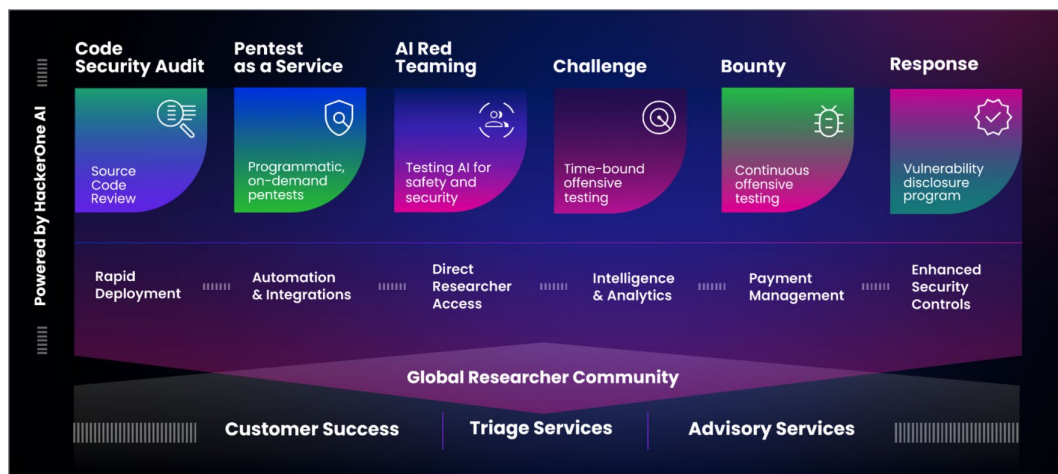 Powered by HackerOne AI
Code
Security Audit
Source
Code
Review
Pentest
as a Service
Programmatic,
on-demand
pentests
AI Red
Teaming
Testing AI for
safety and
security
Challenge
Time-bound
offensive
testing
Bounty
Continuous
offensive
testing
Response
Vulnerability
disclosure
program
Rapid
Deployment
Automation
& Integrations
Direct
Researcher
Access
Intelligence
& Analytics
Payment
Management
Enhanced
Security
Controls
Global Researcher Community
Customer Success
Triage Services
Advisory Services